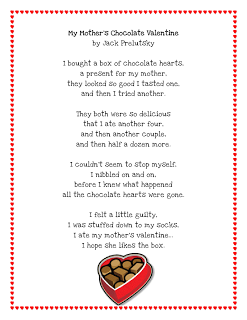 My Mother's Chocolate Valentine
by Jack Prelutsky
I bought a box of chocolate hearts,
a present for my mother,
they looked so good I tasted one,
and then I tried another.
They both were so delicious
that I ate another four,
and then another couple,
and then half a dozen more.
I couldn't seem to stop myself,
I nibbled on and on,
before I knew what happened
all the chocolate hearts were gone.
I felt a little guilty,
I was stuffed down to my socks,
I ate my mother's valentine...
I hope she likes the box.